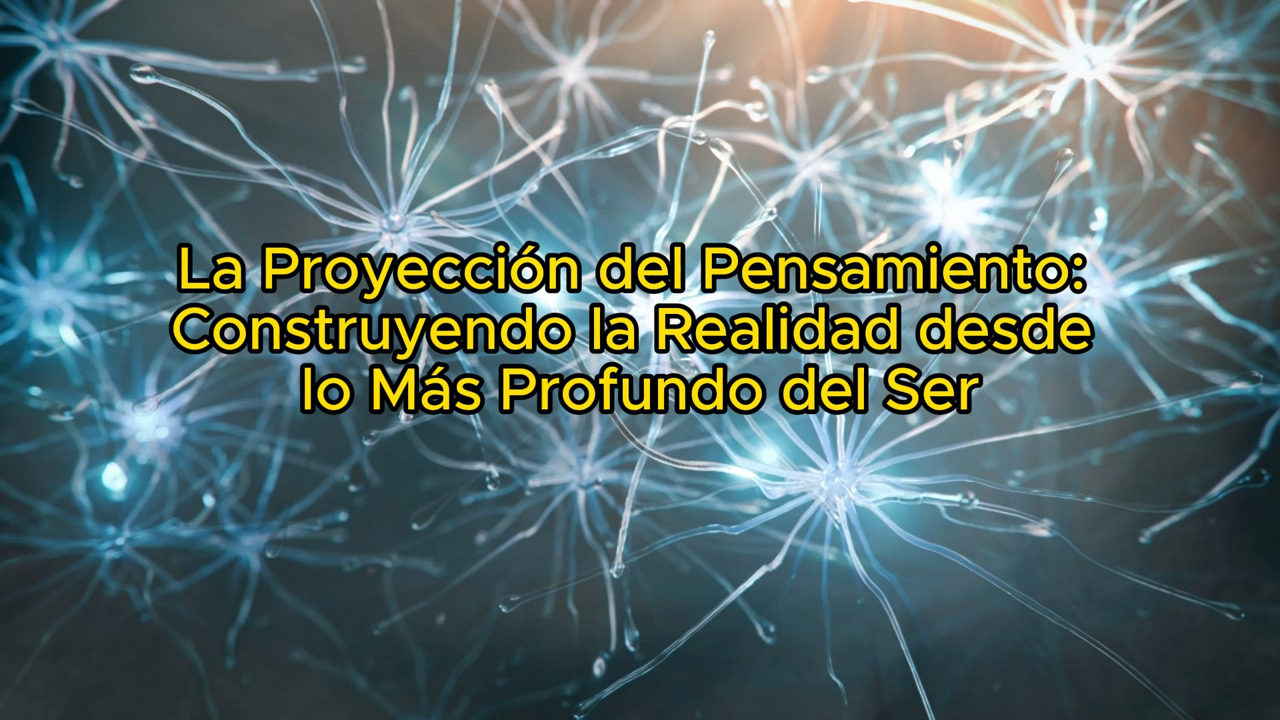 La Proyección del Pensamiento:
Construyendo la Realidad desde
lo Más Profundo del Ser